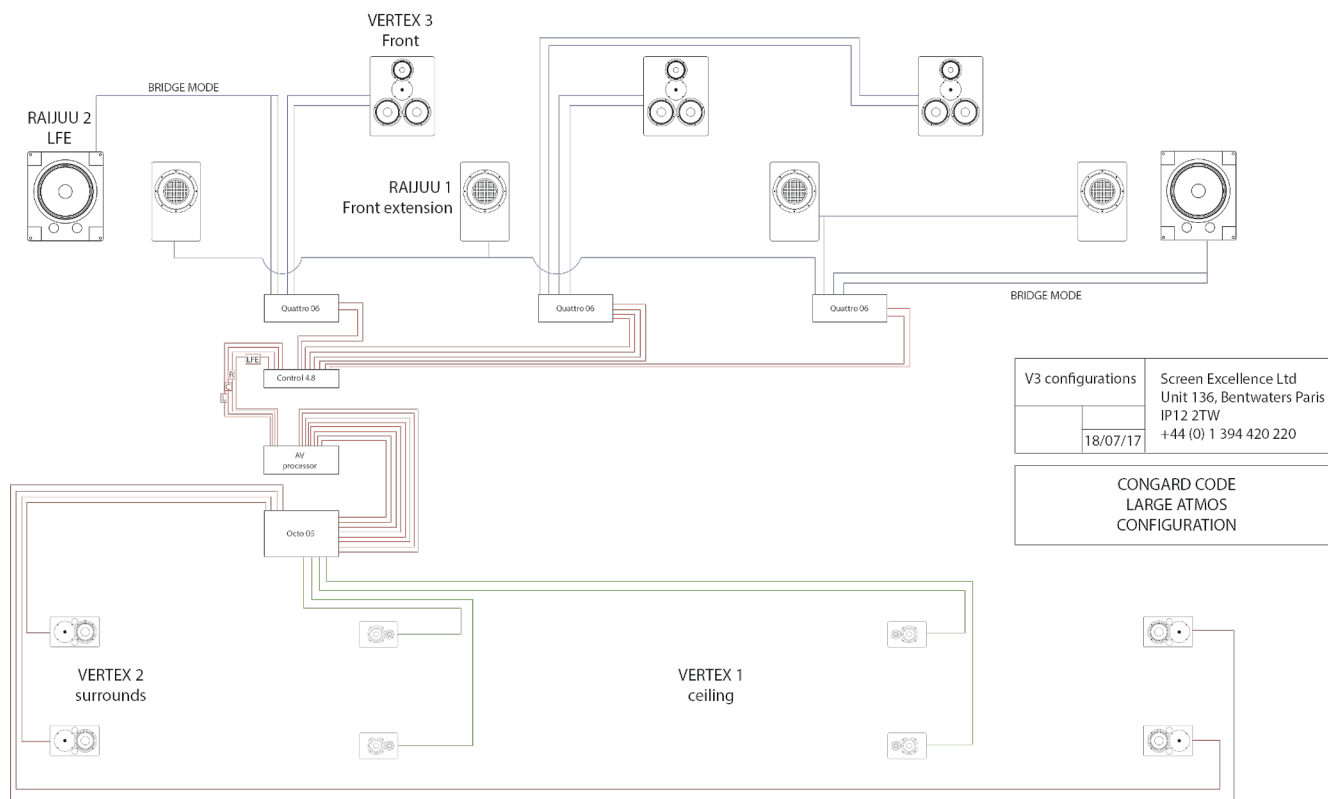 VERTEX 3
Front
BRIDGE MODE
RAIJUU 2
LFE
RAIJUU 1
Front extension
Quattro 06
Quattro 06
Quattro 06
BRIDGE MODE
LFE
R
C
L
Control 4.8
AV
processor
Octo 05
V3 configurations
18/07/17
Screen Excellence Ltd
Unit 136, Bentwaters Paris
IP12 2TW
+44 (0) 1 394 420 220
CONGARD CODE
LARGE ATMOS
CONFIGURATION
VERTEX 2
surrounds
VERTEX 1
ceiling